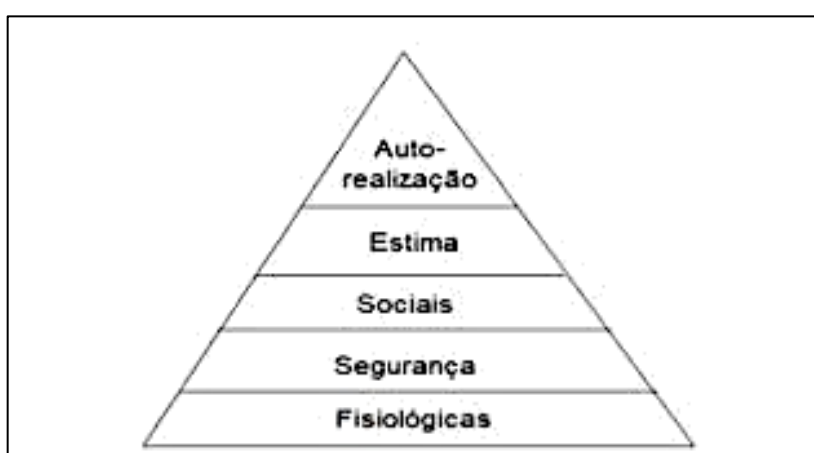 Auto-
realização
Estima
Sociais
Segurança
Fisiológicas